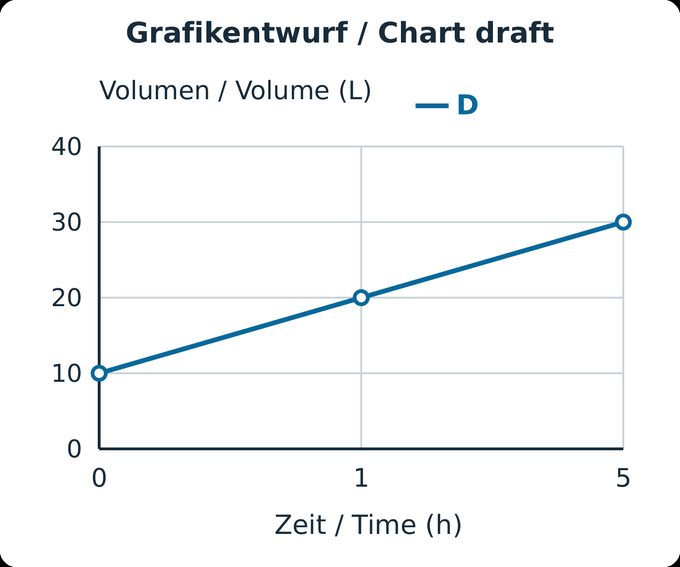 Grafikentwurf / Chart draft
Volumen / Volume (L)
D
40
30
20
10
0
0 1 5
Zeit / Time (h)